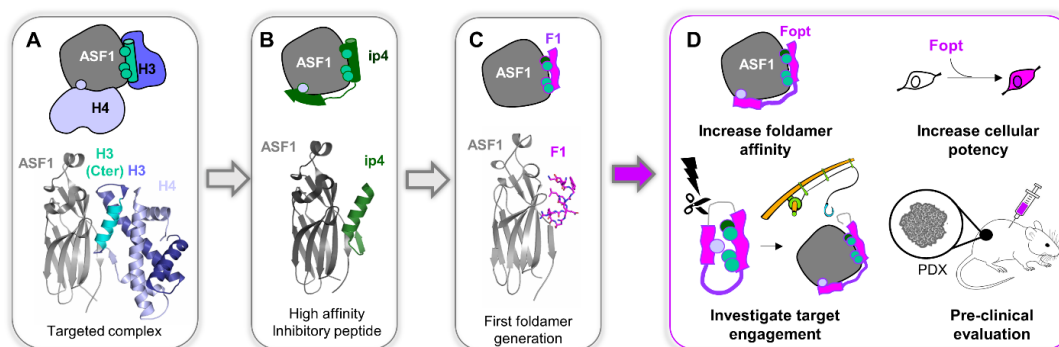 A
ASF1
H3
H4
ASF1
H3
(Cter)
H3
H4
Targeted complex
B
ASF1
ip4
ASF1
ip4
High affinity
Inhibitory peptide
C
F1
ASF1
ASF1
F1
First foldamer
generation
D
Fopt
ASF1
Increase foldamer
affinity
Fopt
Increase cellular
potency
Investigate target
engagement
PDX
Pre-clinical
evaluation